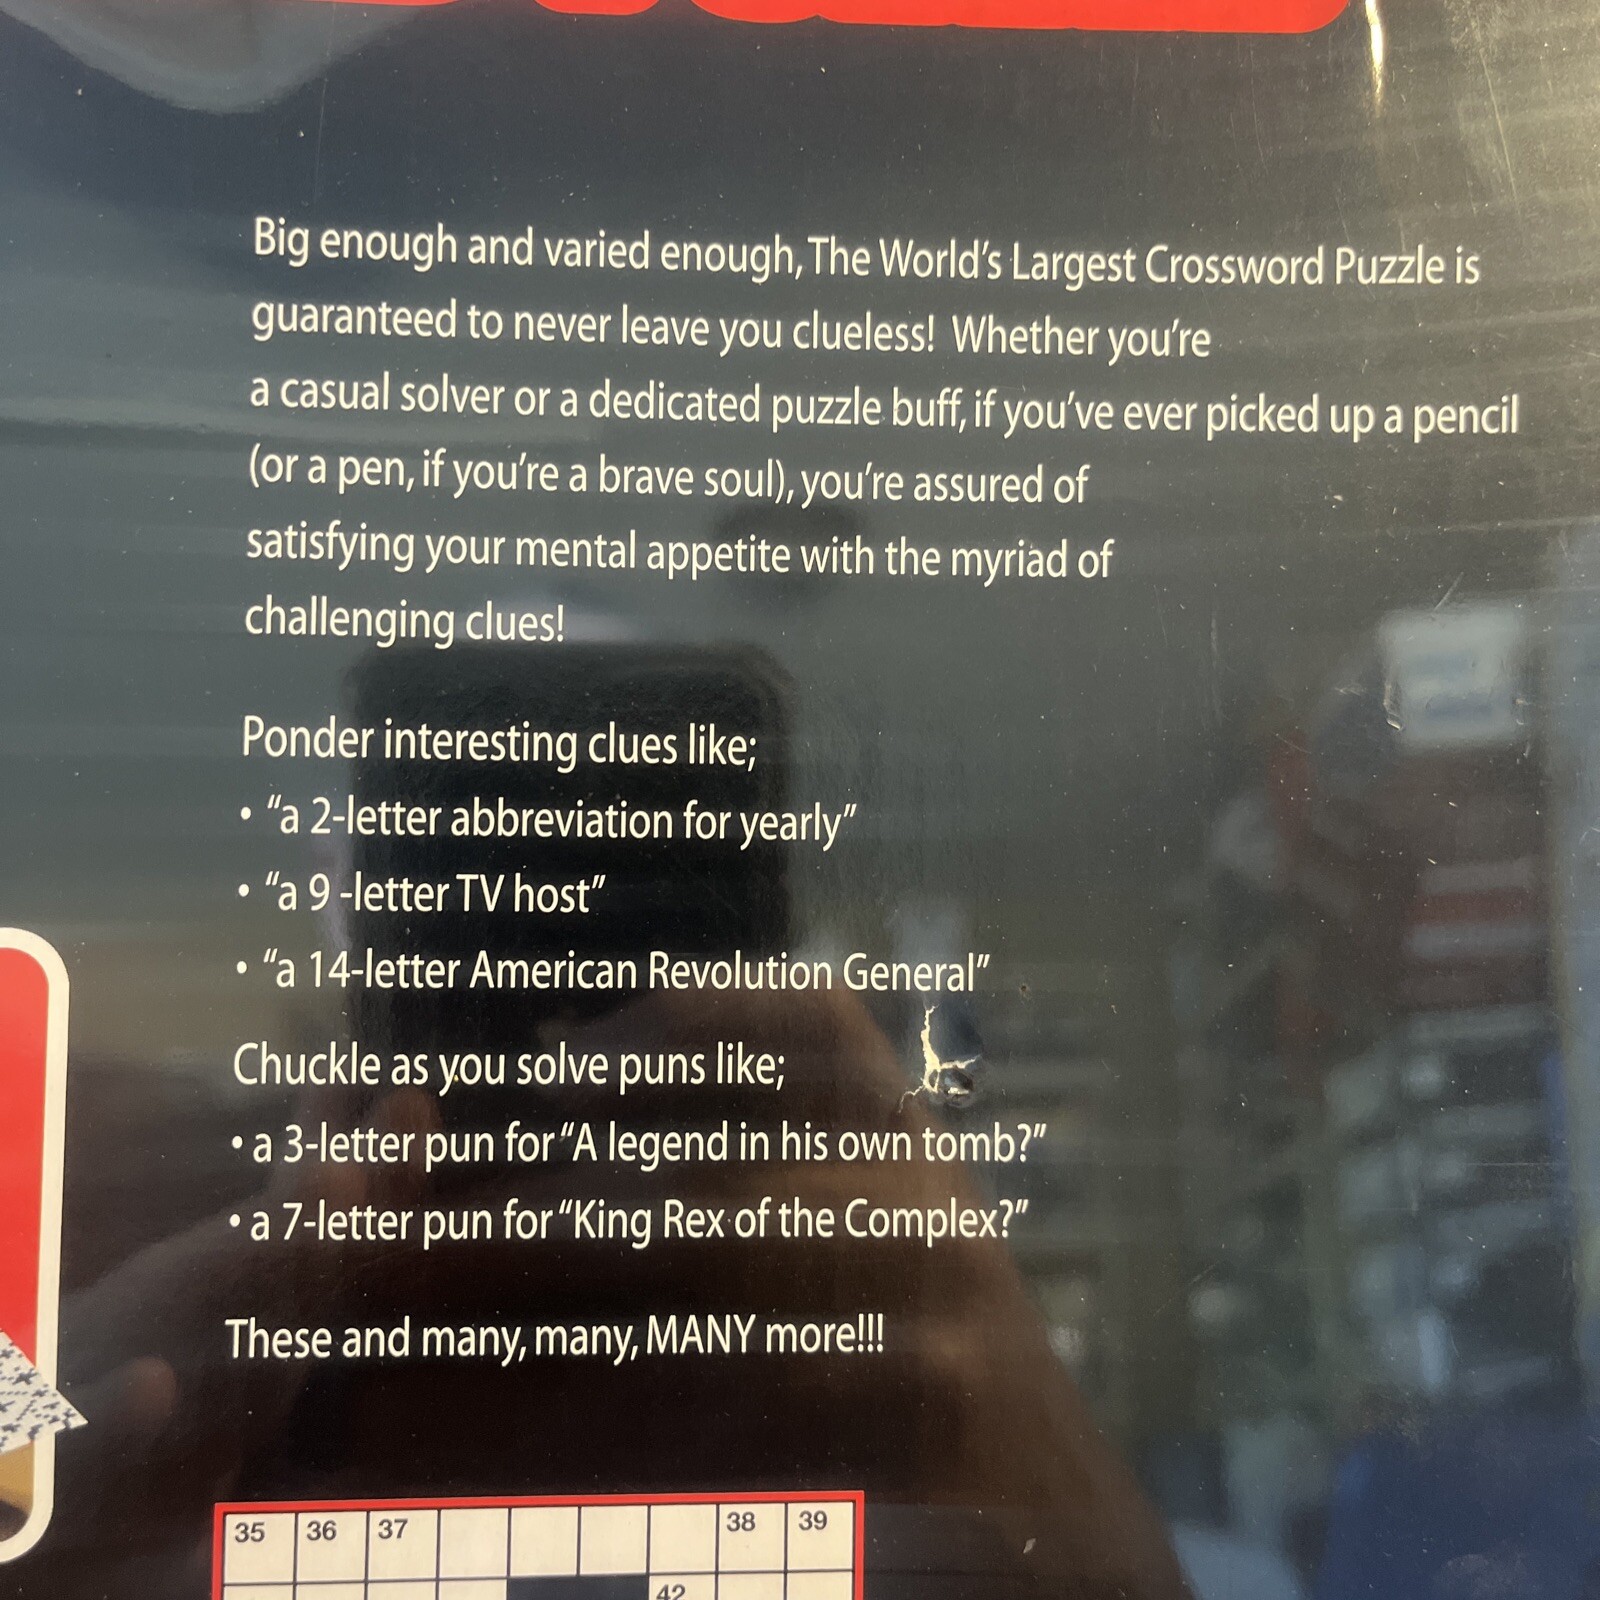 Big enough and varied enough, The World's Largest Crossword Puzzle is
guaranteed to never leave you clueless! Whether you're
a casual solver or a dedicated puzzle buff, if you've ever picked up a pencil
(or a pen, if you're a brave soul), you're assured of
satisfying your mental appetite with the myriad of
challenging clues!
Ponder interesting clues like;
• "a 2-letter abbreviation for yearly"
• "a 9 -letter TV host"
• "a 14-letter American Revolution General"
Chuckle as you solve puns like;
• a 3-letter pun for "A legend in his own tomb?"
• a 7-letter pun for "King Rex of the Complex?"
These and many, many, MANY more!!!
35 36 37 38 39
42